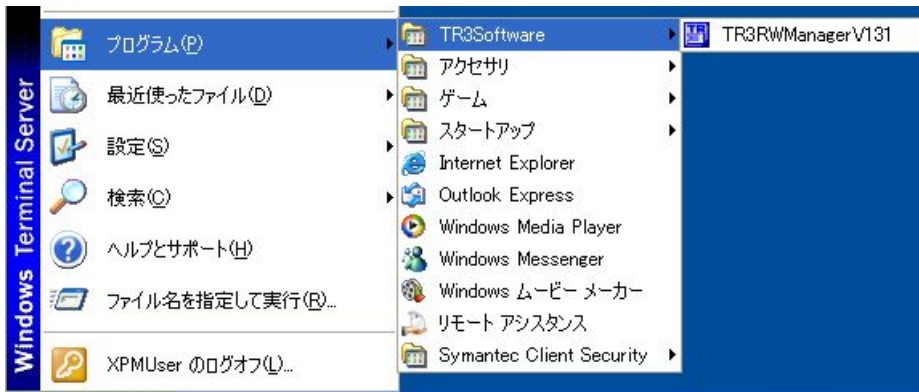 Windows Terminal Server
プログラム(P)
最近使ったファイル(D)
設定(S)
検索(C)
ヘルプとサポート(H)
ファイル名を指定して実行(R)...
XPMUser のログオフ(L)...
TR3Software
アクセサリ
ゲーム
スタートアップ
Internet Explorer
Outlook Express
Windows Media Player
Windows Messenger
Windows ムービー メーカー
リモート アシスタンス
Symantec Client Security
TR3RWManagerV131